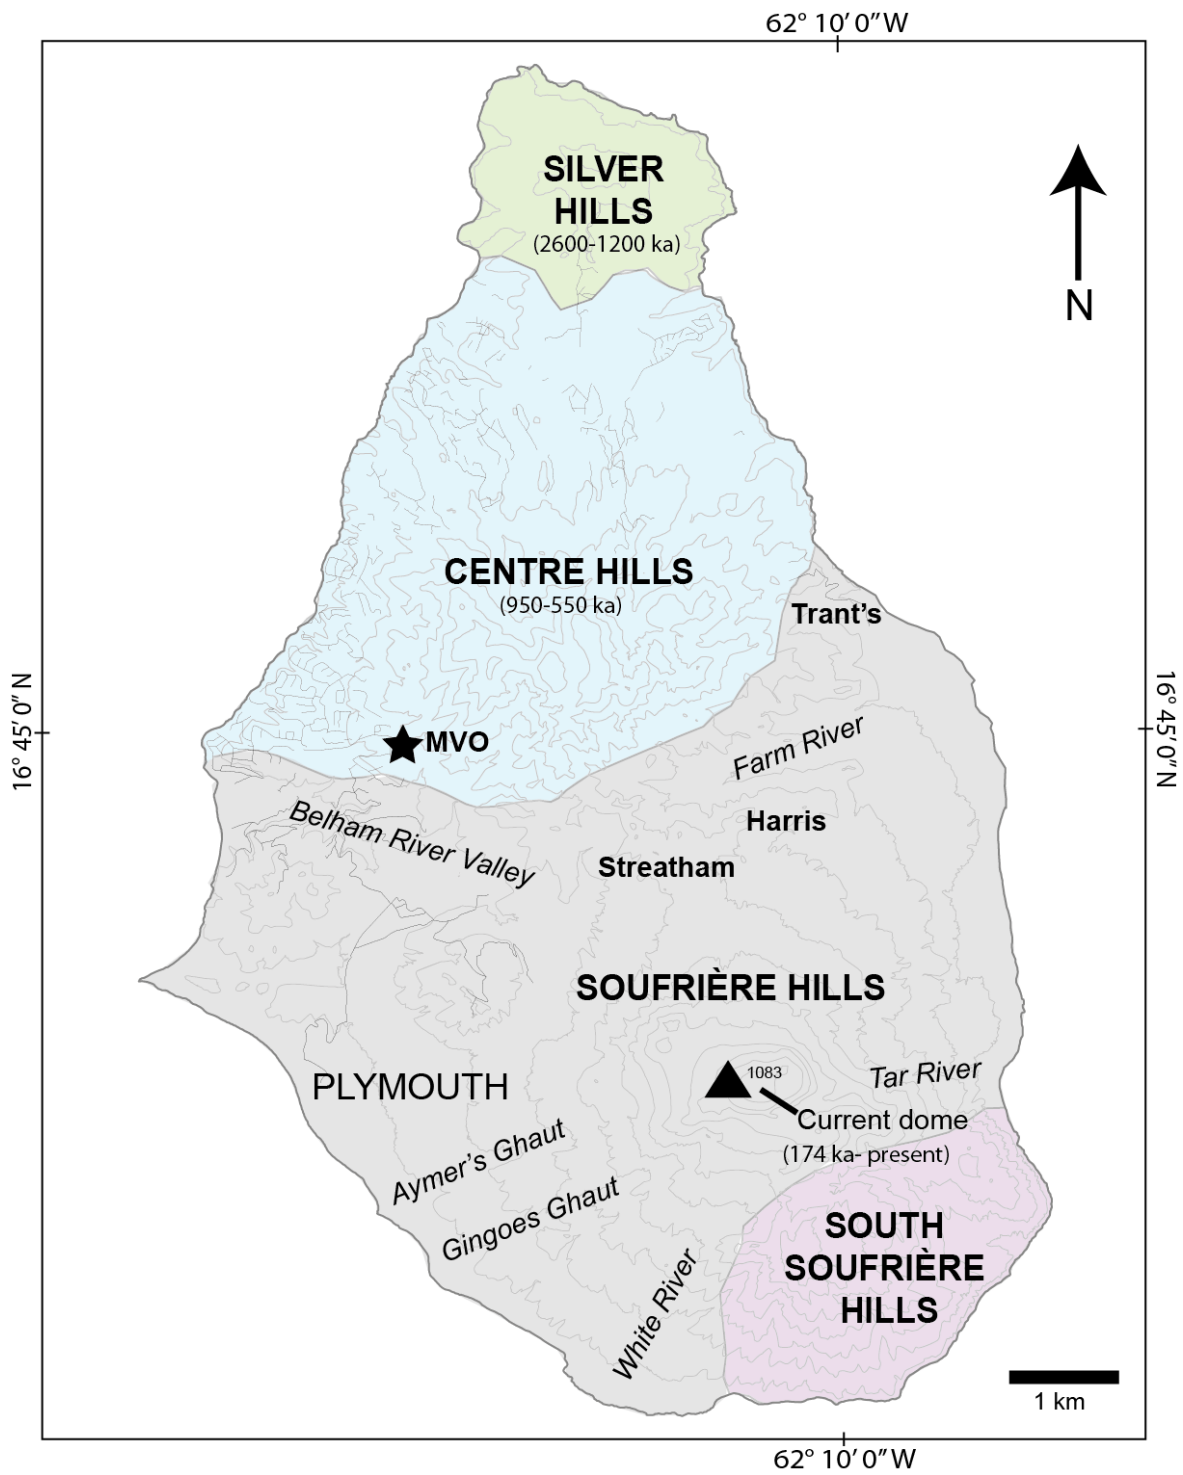 62° 10′ 0″ W
SILVER
HILLS
(2600-1200 ka)
N
CENTRE HILLS
(950-550 ka)
Trant's
16° 45′ 0″ N
16° 45′ 0″ N
MVO
Farm River
Belham River Valley
Harris
Streatham
SOUFRIÈRE HILLS
1083
Tar River
PLYMOUTH
Current dome
(174 ka- present)
Aymer's Ghaut
Gingoes Ghaut
White River
SOUTH
SOUFRIÈRE
HILLS
1 km
62° 10′ 0″ W